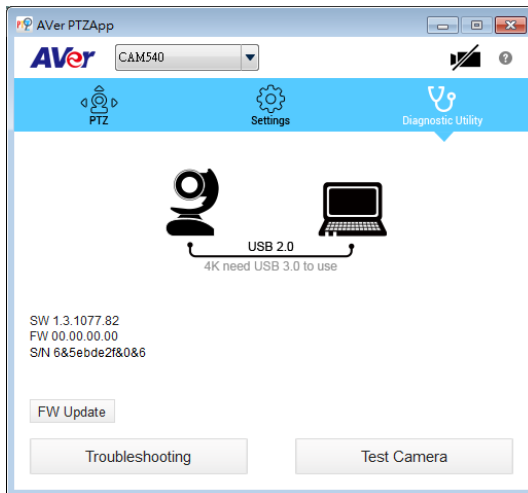 AVer PTZApp
AVer CAM540 ?
PTZ Settings Diagnostic Utility
USB 2.0
4K need USB 3.0 to use
SW 1.3.1077.82
FW 00.00.00.00
S/N 6&5ebde2f&0&6
FW Update
Troubleshooting Test Camera